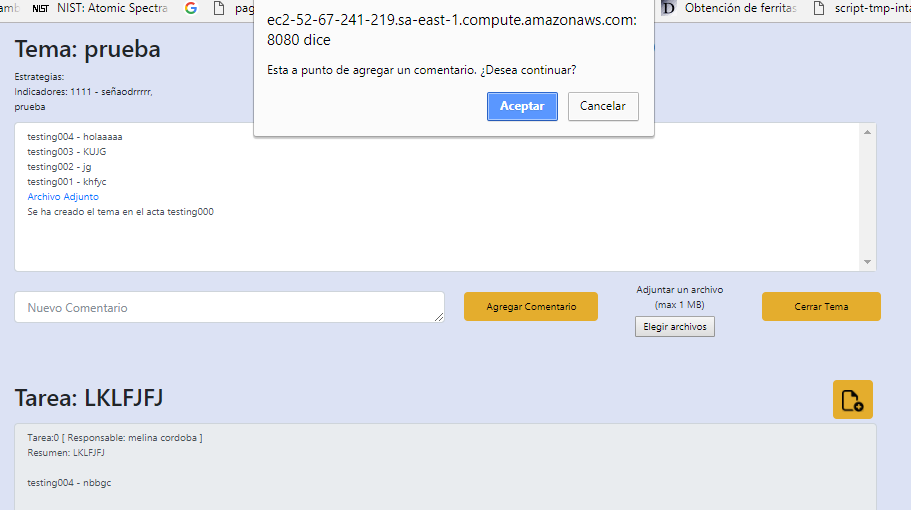 NIST: Atomic Spectra
Obtención de ferritas
script-tmp-inta
ec2-52-67-241-219.sa-east-1.compute.amazonaws.com:
8080 dice
Esta a punto de agregar un comentario. ¿Desea continuar?
Aceptar
Cancelar
Tema: prueba
Estrategias:
Indicadores: 1111 - señaodrrrrr,
prueba
testing004 - holaaaaa
testing003 - KUJG
testing002 - jg
testing001 - khfyc
Archivo Adjunto
Se ha creado el tema en el acta testing000
Nuevo Comentario
Agregar Comentario
Adjuntar un archivo
(max 1 MB)
Elegir archivos
Cerrar Tema
Tarea: LKLFJFJ
Tarea:0 [ Responsable: melina cordoba ]
Resumen: LKLFJFJ
testing004 - nbbgc